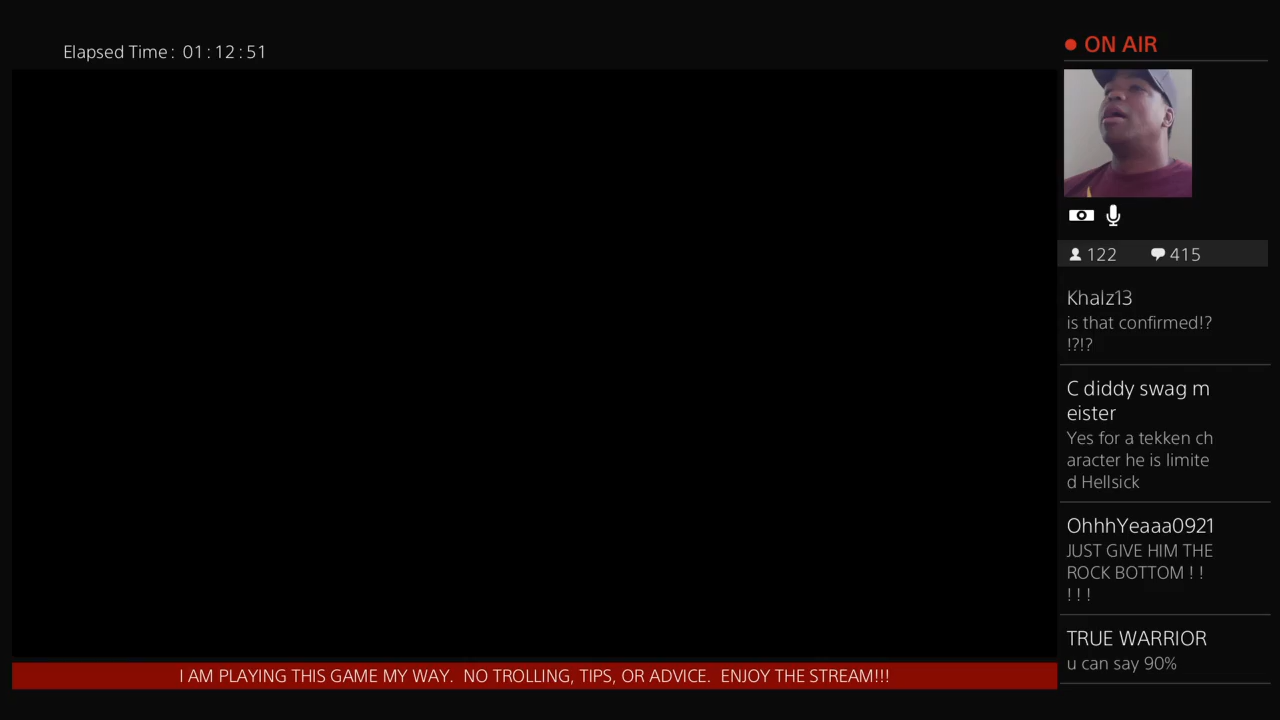 Elapsed Time: 01:12:51
ON AIR
122 415
Khalz13
is that confirmed!?
!?!?
C diddy swag m
eister
Yes for a tekken ch
aracter he is limite
d Hellsick
OhhhYeaaa0921
JUST GIVE HIM THE
ROCK BOTTOM ! !
! ! !
TRUE WARRIOR
u can say 90%
I AM PLAYING THIS GAME MY WAY. NO TROLLING, TIPS, OR ADVICE. ENJOY THE STREAM!!!